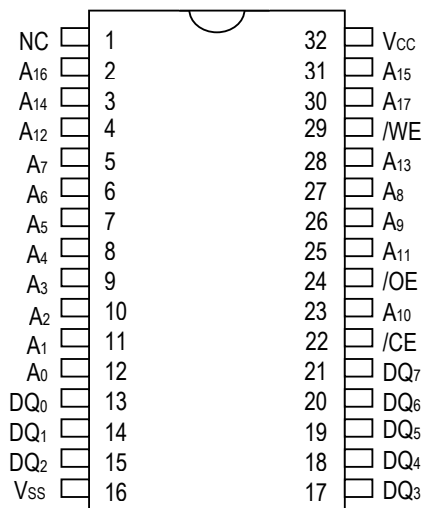 NC 1 32 VCC
A16 2 31 A15
A14 3 30 A17
A12 4 29 /WE
A7 5 28 A13
A6 6 27 A8
A5 7 26 A9
A4 8 25 A11
A3 9 24 /OE
A2 10 23 A10
A1 11 22 /CE
A0 12 21 DQ7
DQ0 13 20 DQ6
DQ1 14 19 DQ5
DQ2 15 18 DQ4
VSS 16 17 DQ3